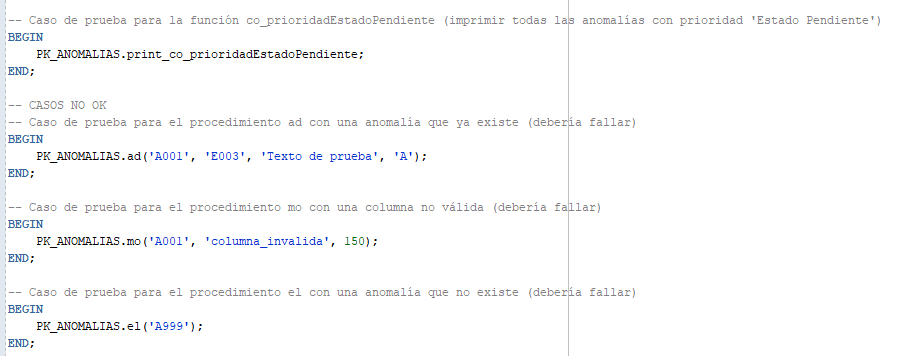 -- Caso de prueba para la función co_prioridadEstadoPendiente (imprimir todas las anomalías con prioridad 'Estado Pendiente')
BEGIN
    PK_ANOMALIAS.print_co_prioridadEstadoPendiente;
END;

-- CASOS NO OK
-- Caso de prueba para el procedimiento ad con una anomalía que ya existe (debería fallar)
BEGIN
    PK_ANOMALIAS.ad('A001', 'E003', 'Texto de prueba', 'A');
END;

-- Caso de prueba para el procedimiento mo con una columna no válida (debería fallar)
BEGIN
    PK_ANOMALIAS.mo('A001', 'columna_invalida', 150);
END;

-- Caso de prueba para el procedimiento el con una anomalía que no existe (debería fallar)
BEGIN
    PK_ANOMALIAS.el('A999');
END;